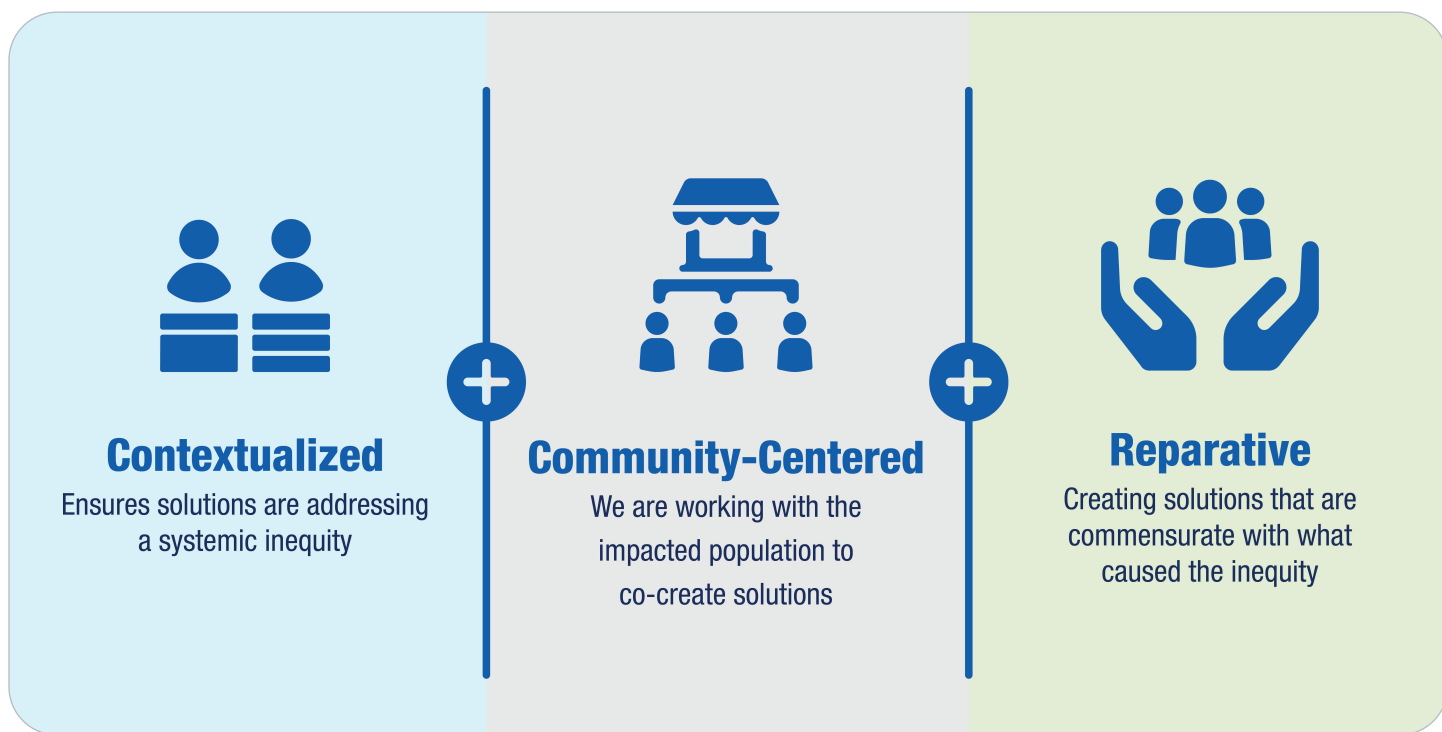 Contextualized
Ensures solutions are addressing
a systemic inequity
Community-Centered
We are working with the
impacted population to
co-create solutions
Reparative
Creating solutions that are
commensurate with what
caused the inequity